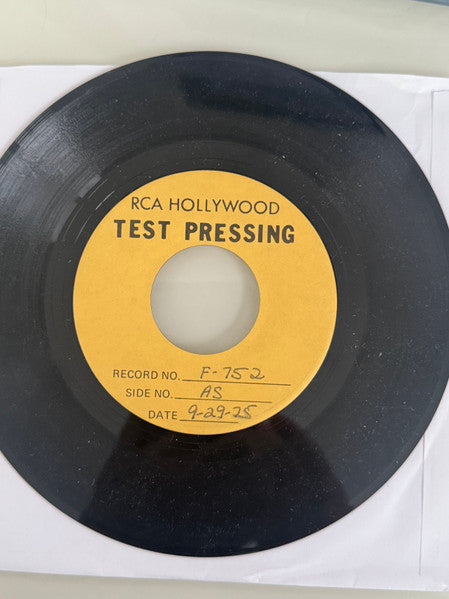 RCA HOLLYWOOD
TEST PRESSING
RECORD NO. F-752
SIDE NO. AS
DATE 9-29-75